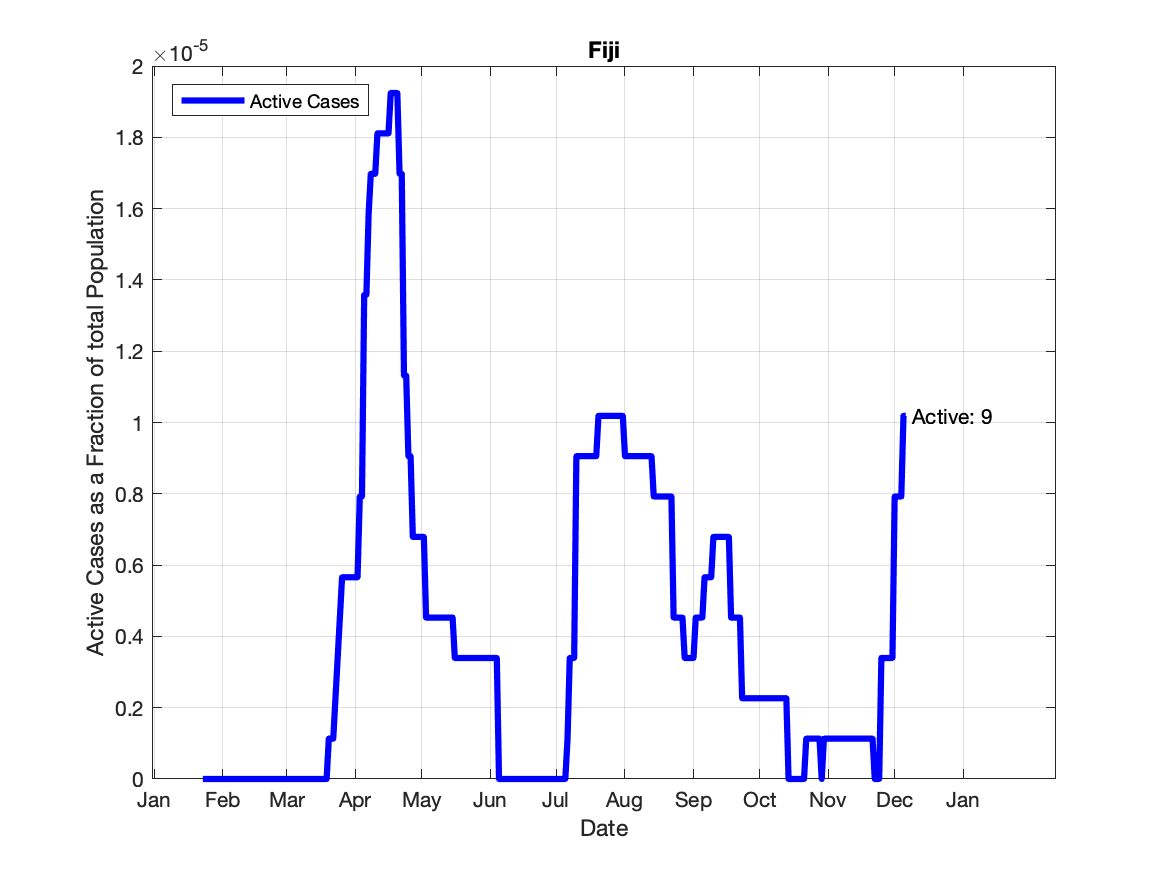 Fiji
×10-5
Active Cases
Active: 9
2
1.8
1.6
1.4
1.2
1
0.8
0.6
0.4
0.2
0
Active Cases as a Fraction of total Population
Jan Feb Mar Apr May Jun Jul Aug Sep Oct Nov Dec Jan
Date